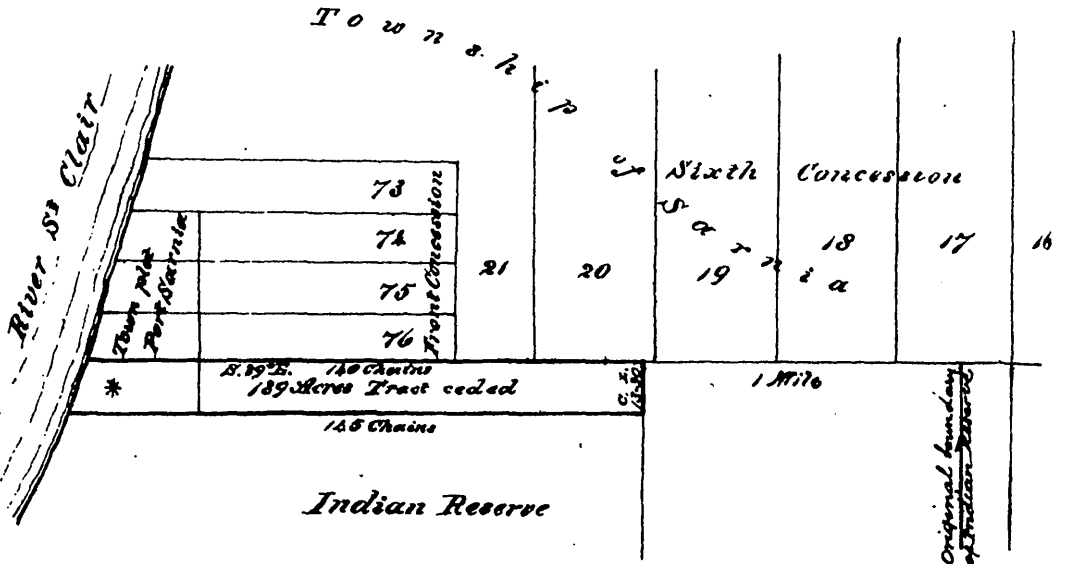 Township
of
Sarnia
River St Clair
Sixth Concession
73
74
75
76
Front Concession
Town plot
Port Sarnia
21
20
19
18
17
16
S. 89° E. 140 Chains
189 Acres Tract ceded
145 Chains
1 Mile
Original boundary
of Indian Reserve
Indian Reserve